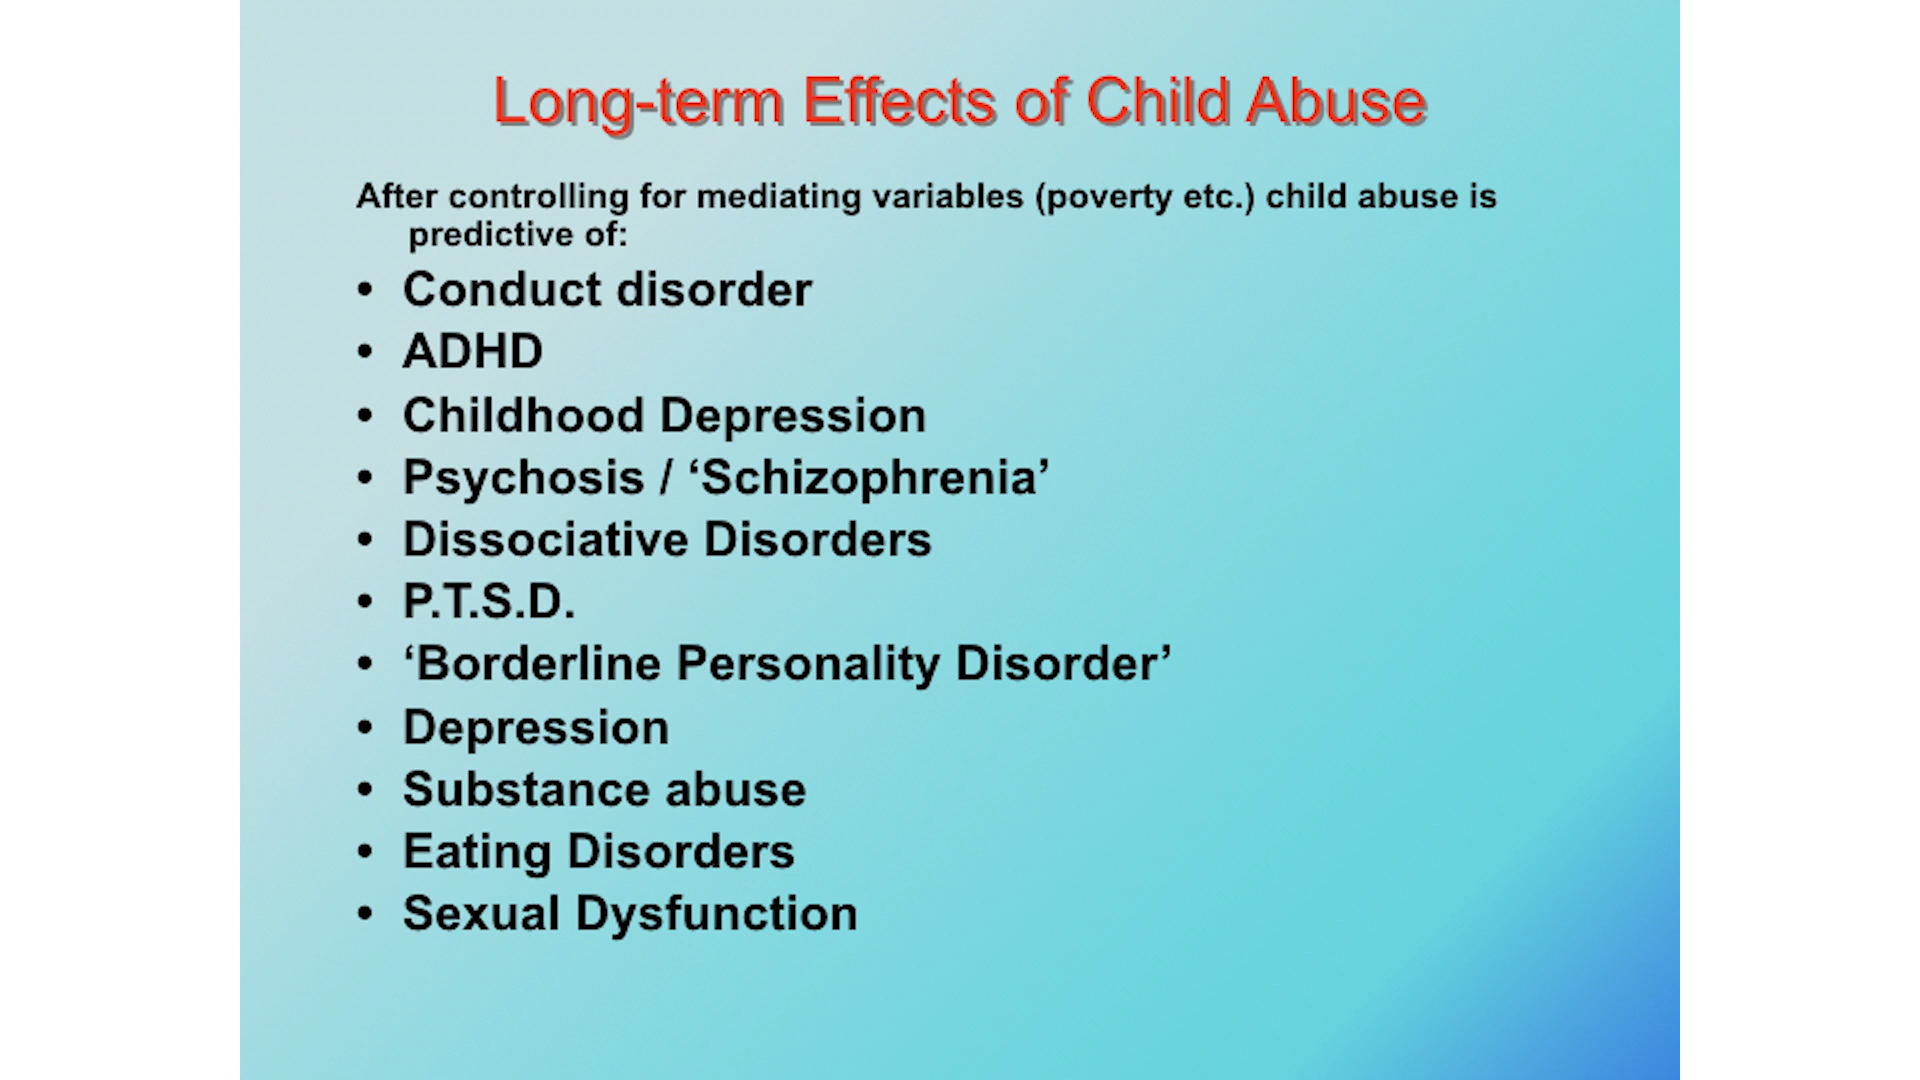 Long-term Effects of Child Abuse
After controlling for mediating variables (poverty etc.) child abuse is
predictive of:
• Conduct disorder
• ADHD
• Childhood Depression
• Psychosis / ‘Schizophrenia’
• Dissociative Disorders
• P.T.S.D.
• ‘Borderline Personality Disorder’
• Depression
• Substance abuse
• Eating Disorders
• Sexual Dysfunction